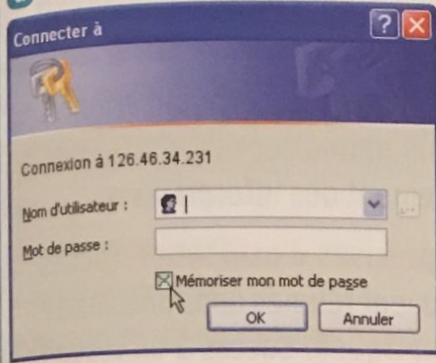 Connecter à
Connexion à 126.46.34.231
Nom d'utilisateur :
Mot de passe :
Mémoriser mon mot de passe
OK Annuler